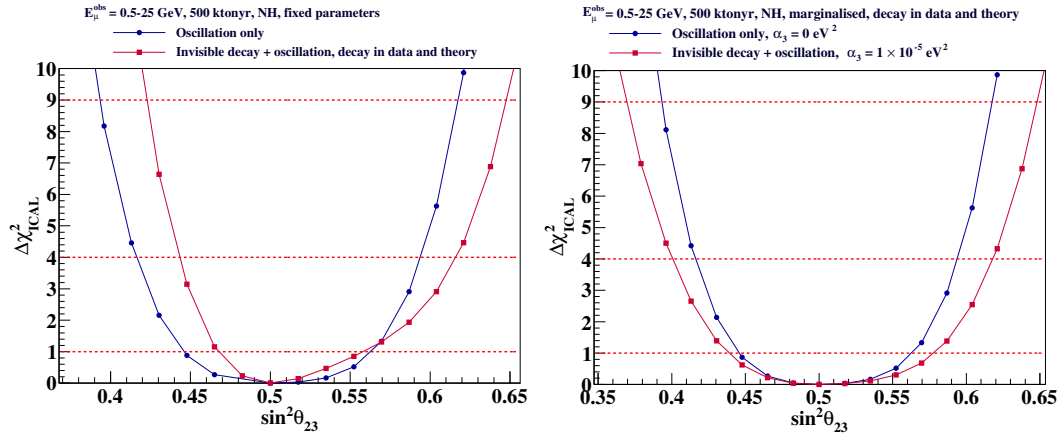 E_μ^obs = 0.5-25 GeV, 500 ktonyr, NH, fixed parameters
Oscillation only
Invisible decay + oscillation, decay in data and theory
10
9
8
7
6
5
4
3
2
1
0
Δχ²_ICAL
0.4 0.45 0.5 0.55 0.6 0.65
sin²θ₂₃
E_μ^obs = 0.5-25 GeV, 500 ktonyr, NH, marginalised, decay in data and theory
Oscillation only, α₃ = 0 eV²
Invisible decay + oscillation, α₃ = 1 × 10⁻⁵ eV²
10
9
8
7
6
5
4
3
2
1
0
Δχ²_ICAL
0.35 0.4 0.45 0.5 0.55 0.6 0.65
sin²θ₂₃